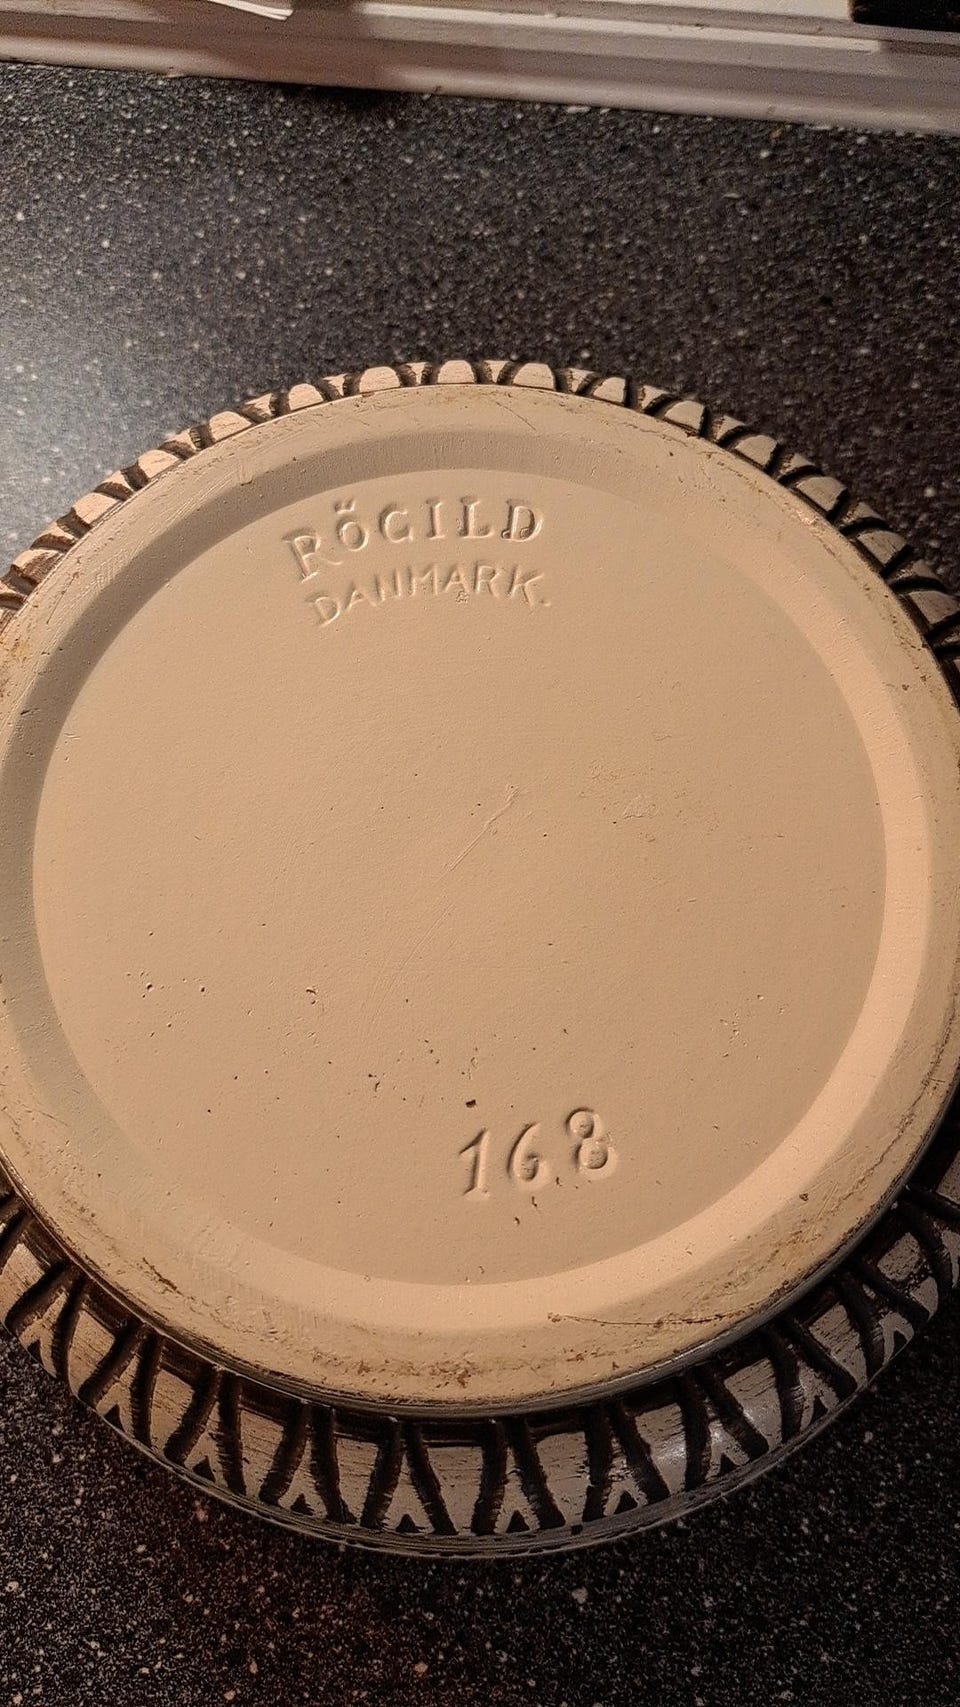 RÖGILD
DANMARK.
168